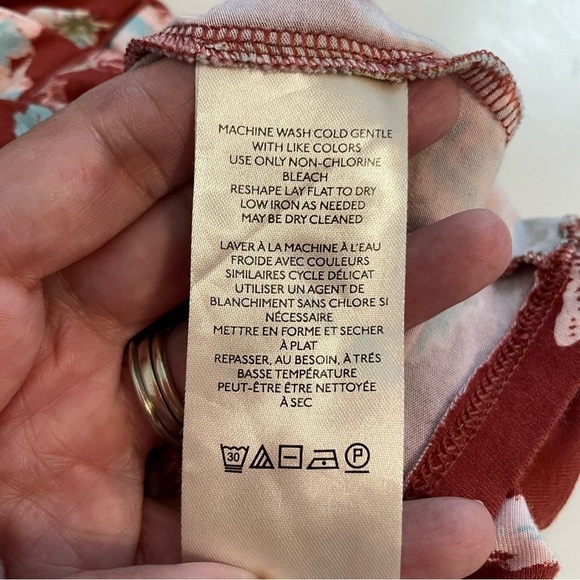 MACHINE WASH COLD GENTLE
WITH LIKE COLORS
USE ONLY NON-CHLORINE
BLEACH
RESHAPE LAY FLAT TO DRY
LOW IRON AS NEEDED
MAY BE DRY CLEANED
LAVER À LA MACHINE À L'EAU
FROIDE AVEC COULEURS
SIMILAIRES CYCLE DÉLICAT
UTILISER UN AGENT DE
BLANCHIMENT SANS CHLORE SI
NÉCESSAIRE
METTRE EN FORME ET SECHER
À PLAT
REPASSER, AU BESOIN, À TRÉS
BASSE TEMPÉRATURE
PEUT-ÊTRE ÊTRE NETTOYÉE
À SEC
30 P